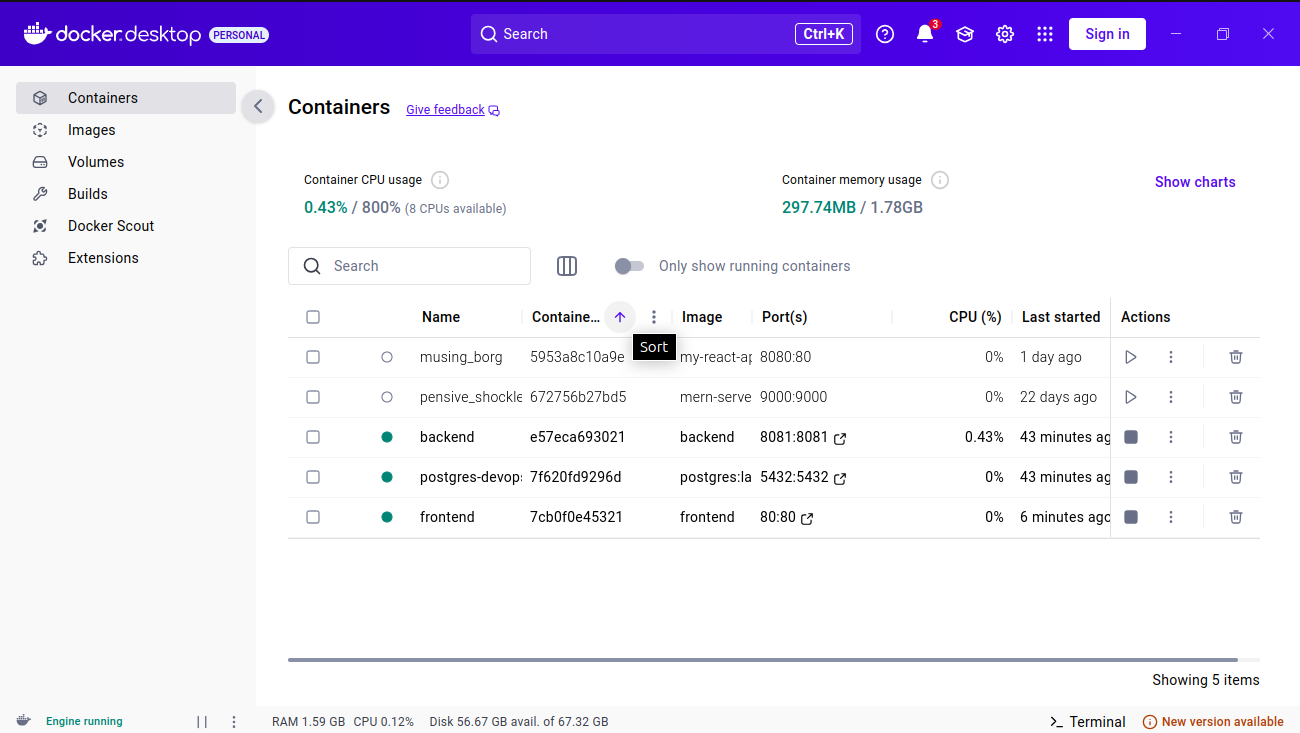 docker.desktop PERSONAL Search Ctrl+K 3 Sign in
Containers
Images
Volumes
Builds
Docker Scout
Extensions
Containers Give feedback
Container CPU usage
0.43% / 800% (8 CPUs available)
Container memory usage
297.74MB / 1.78GB
Show charts
Search Only show running containers
Name Containe... Image Port(s) CPU (%) Last started Actions
Sort
musing_borg 5953a8c10a9e my-react-ap 8080:80 0% 1 day ago
pensive_shockle 672756b27bd5 mern-serve 9000:9000 0% 22 days ago
backend e57eca693021 backend 8081:8081 0.43% 43 minutes ag
postgres-devops 7f620fd9296d postgres:la 5432:5432 0% 43 minutes ag
frontend 7cb0f0e45321 frontend 80:80 0% 6 minutes ago
Showing 5 items
Engine running RAM 1.59 GB CPU 0.12% Disk 56.67 GB avail. of 67.32 GB Terminal New version available